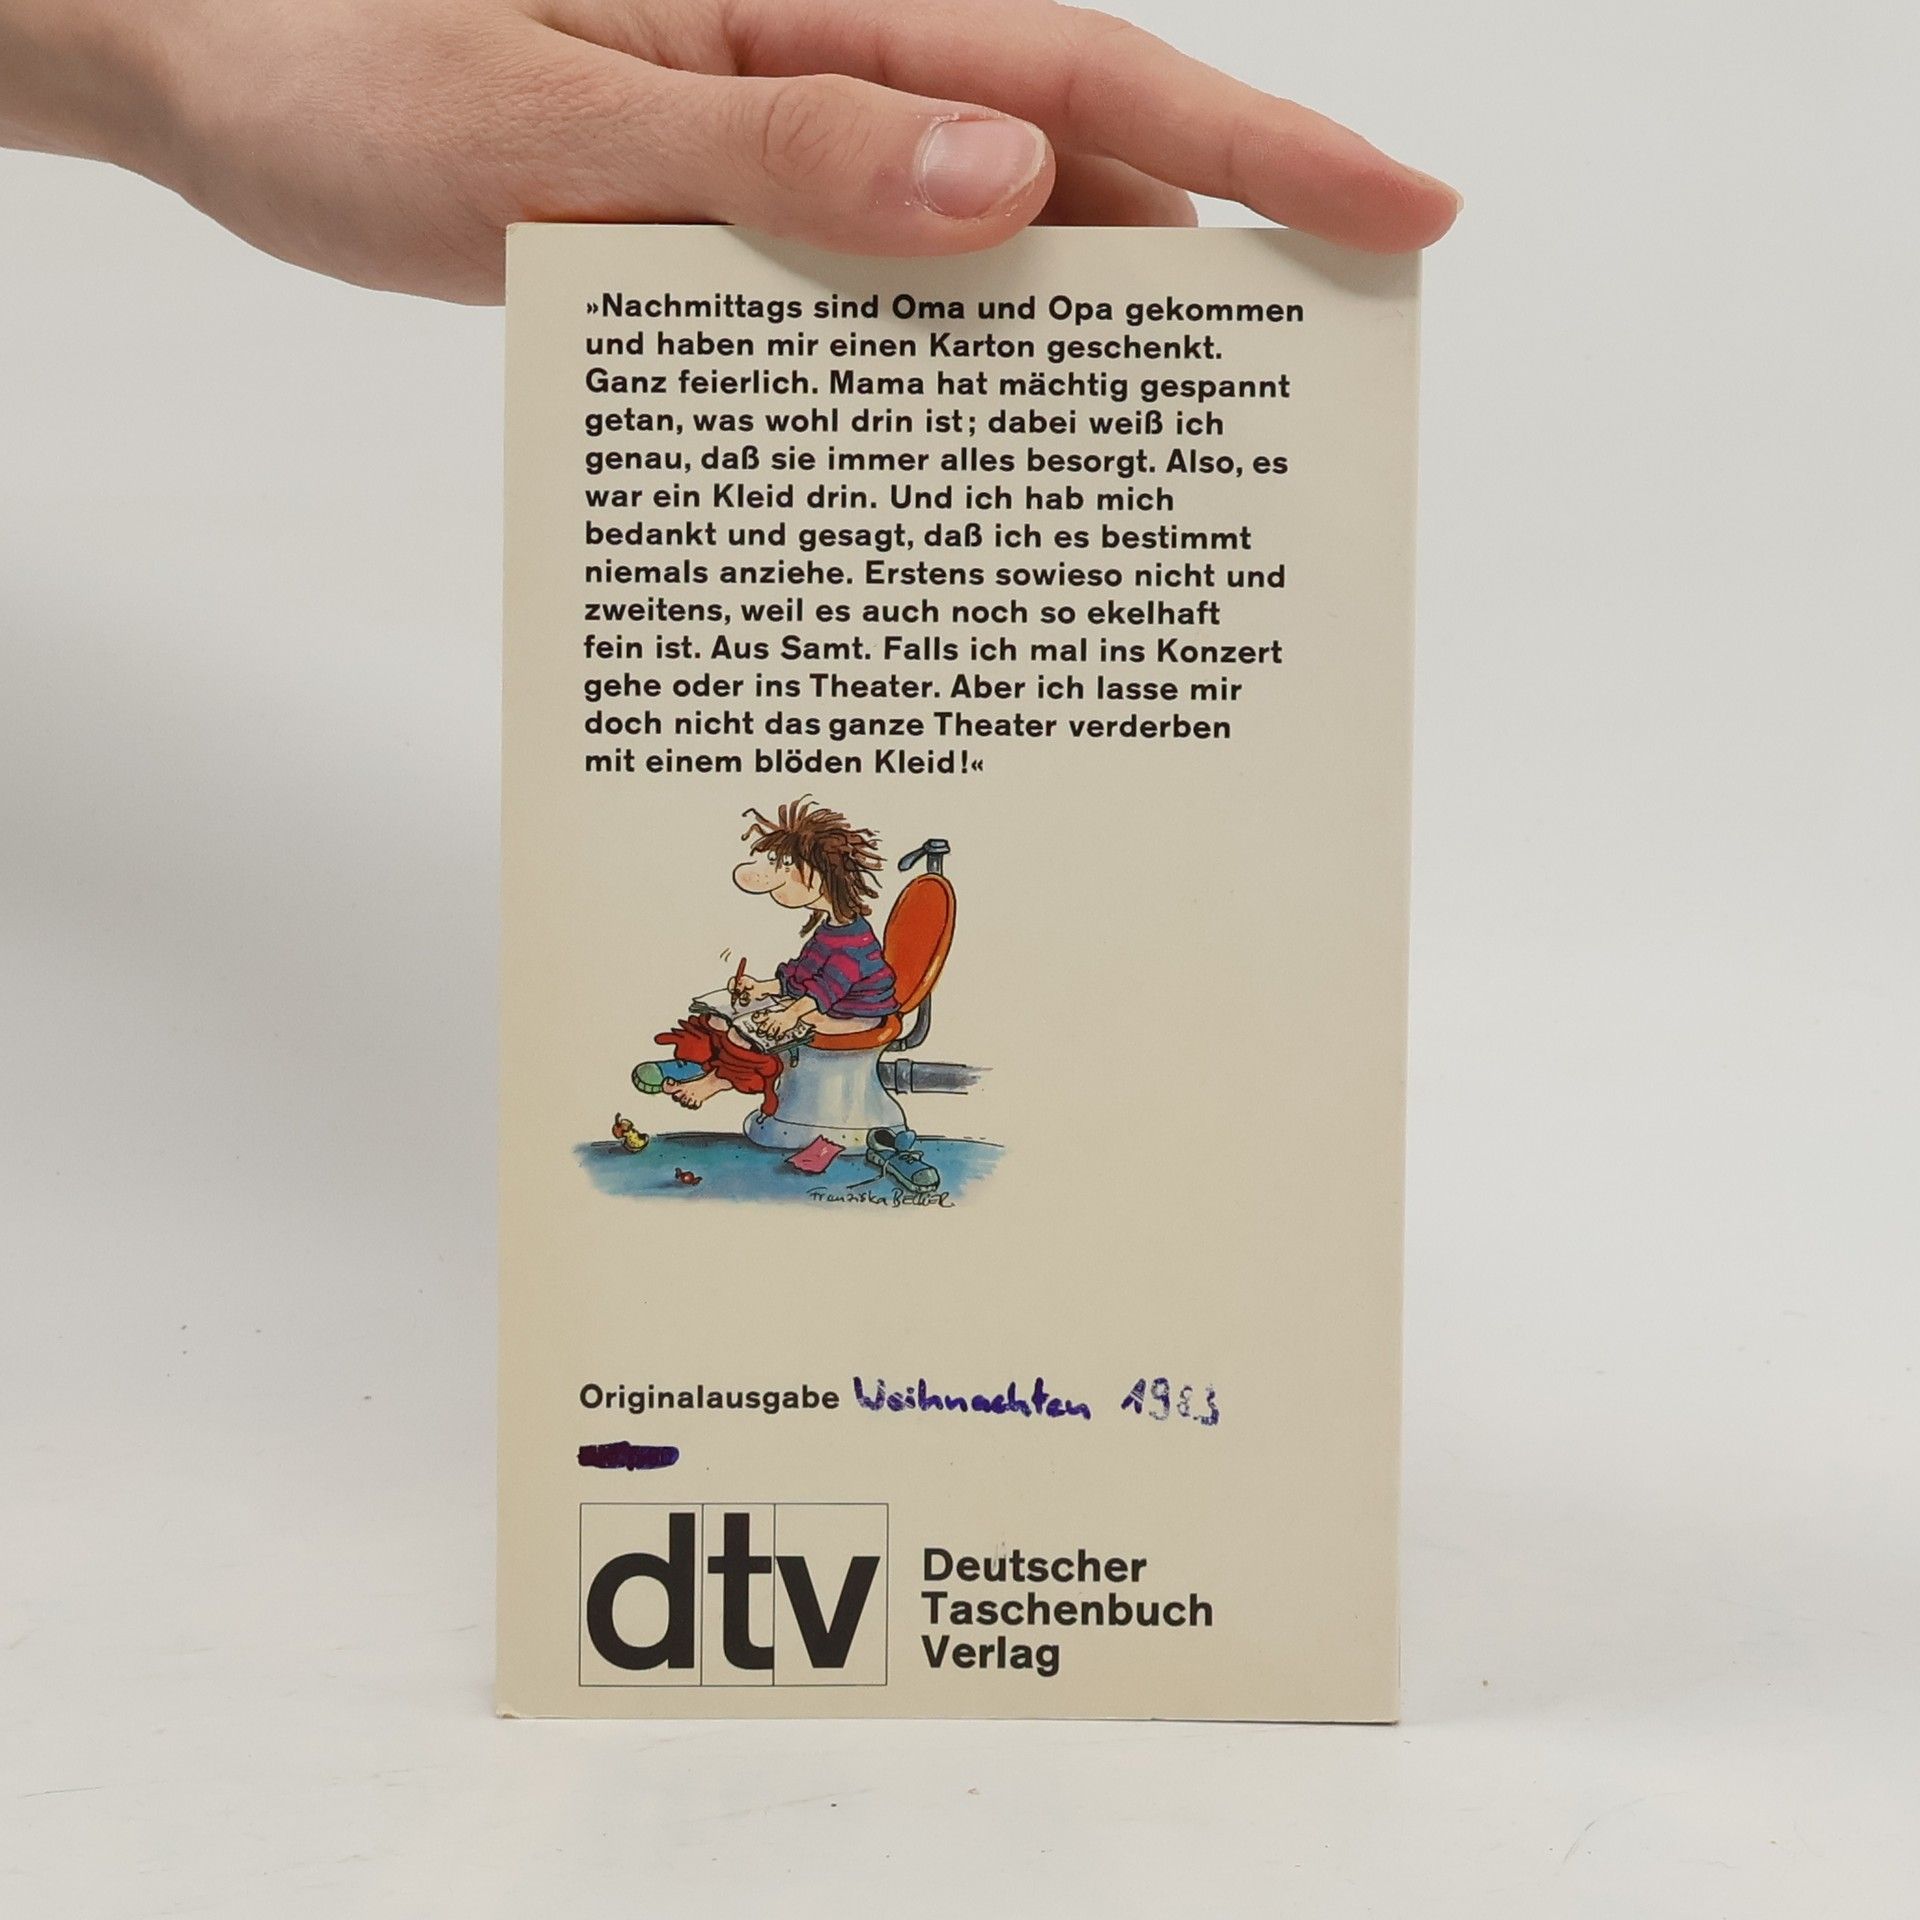 »Nachmittags sind Oma und Opa gekommen
und haben mir einen Karton geschenkt.
Ganz feierlich. Mama hat mächtig gespannt
getan, was wohl drin ist; dabei weiß ich
genau, daß sie immer alles besorgt. Also, es
war ein Kleid drin. Und ich hab mich
bedankt und gesagt, daß ich es bestimmt
niemals anziehe. Erstens sowieso nicht und
zweitens, weil es auch noch so ekelhaft
fein ist. Aus Samt. Falls ich mal ins Konzert
gehe oder ins Theater. Aber ich lasse mir
doch nicht das ganze Theater verderben
mit einem blöden Kleid!«
Franziska BECKER
Originalausgabe Weihnachten 1983
dtv
Deutscher
Taschenbuch
Verlag